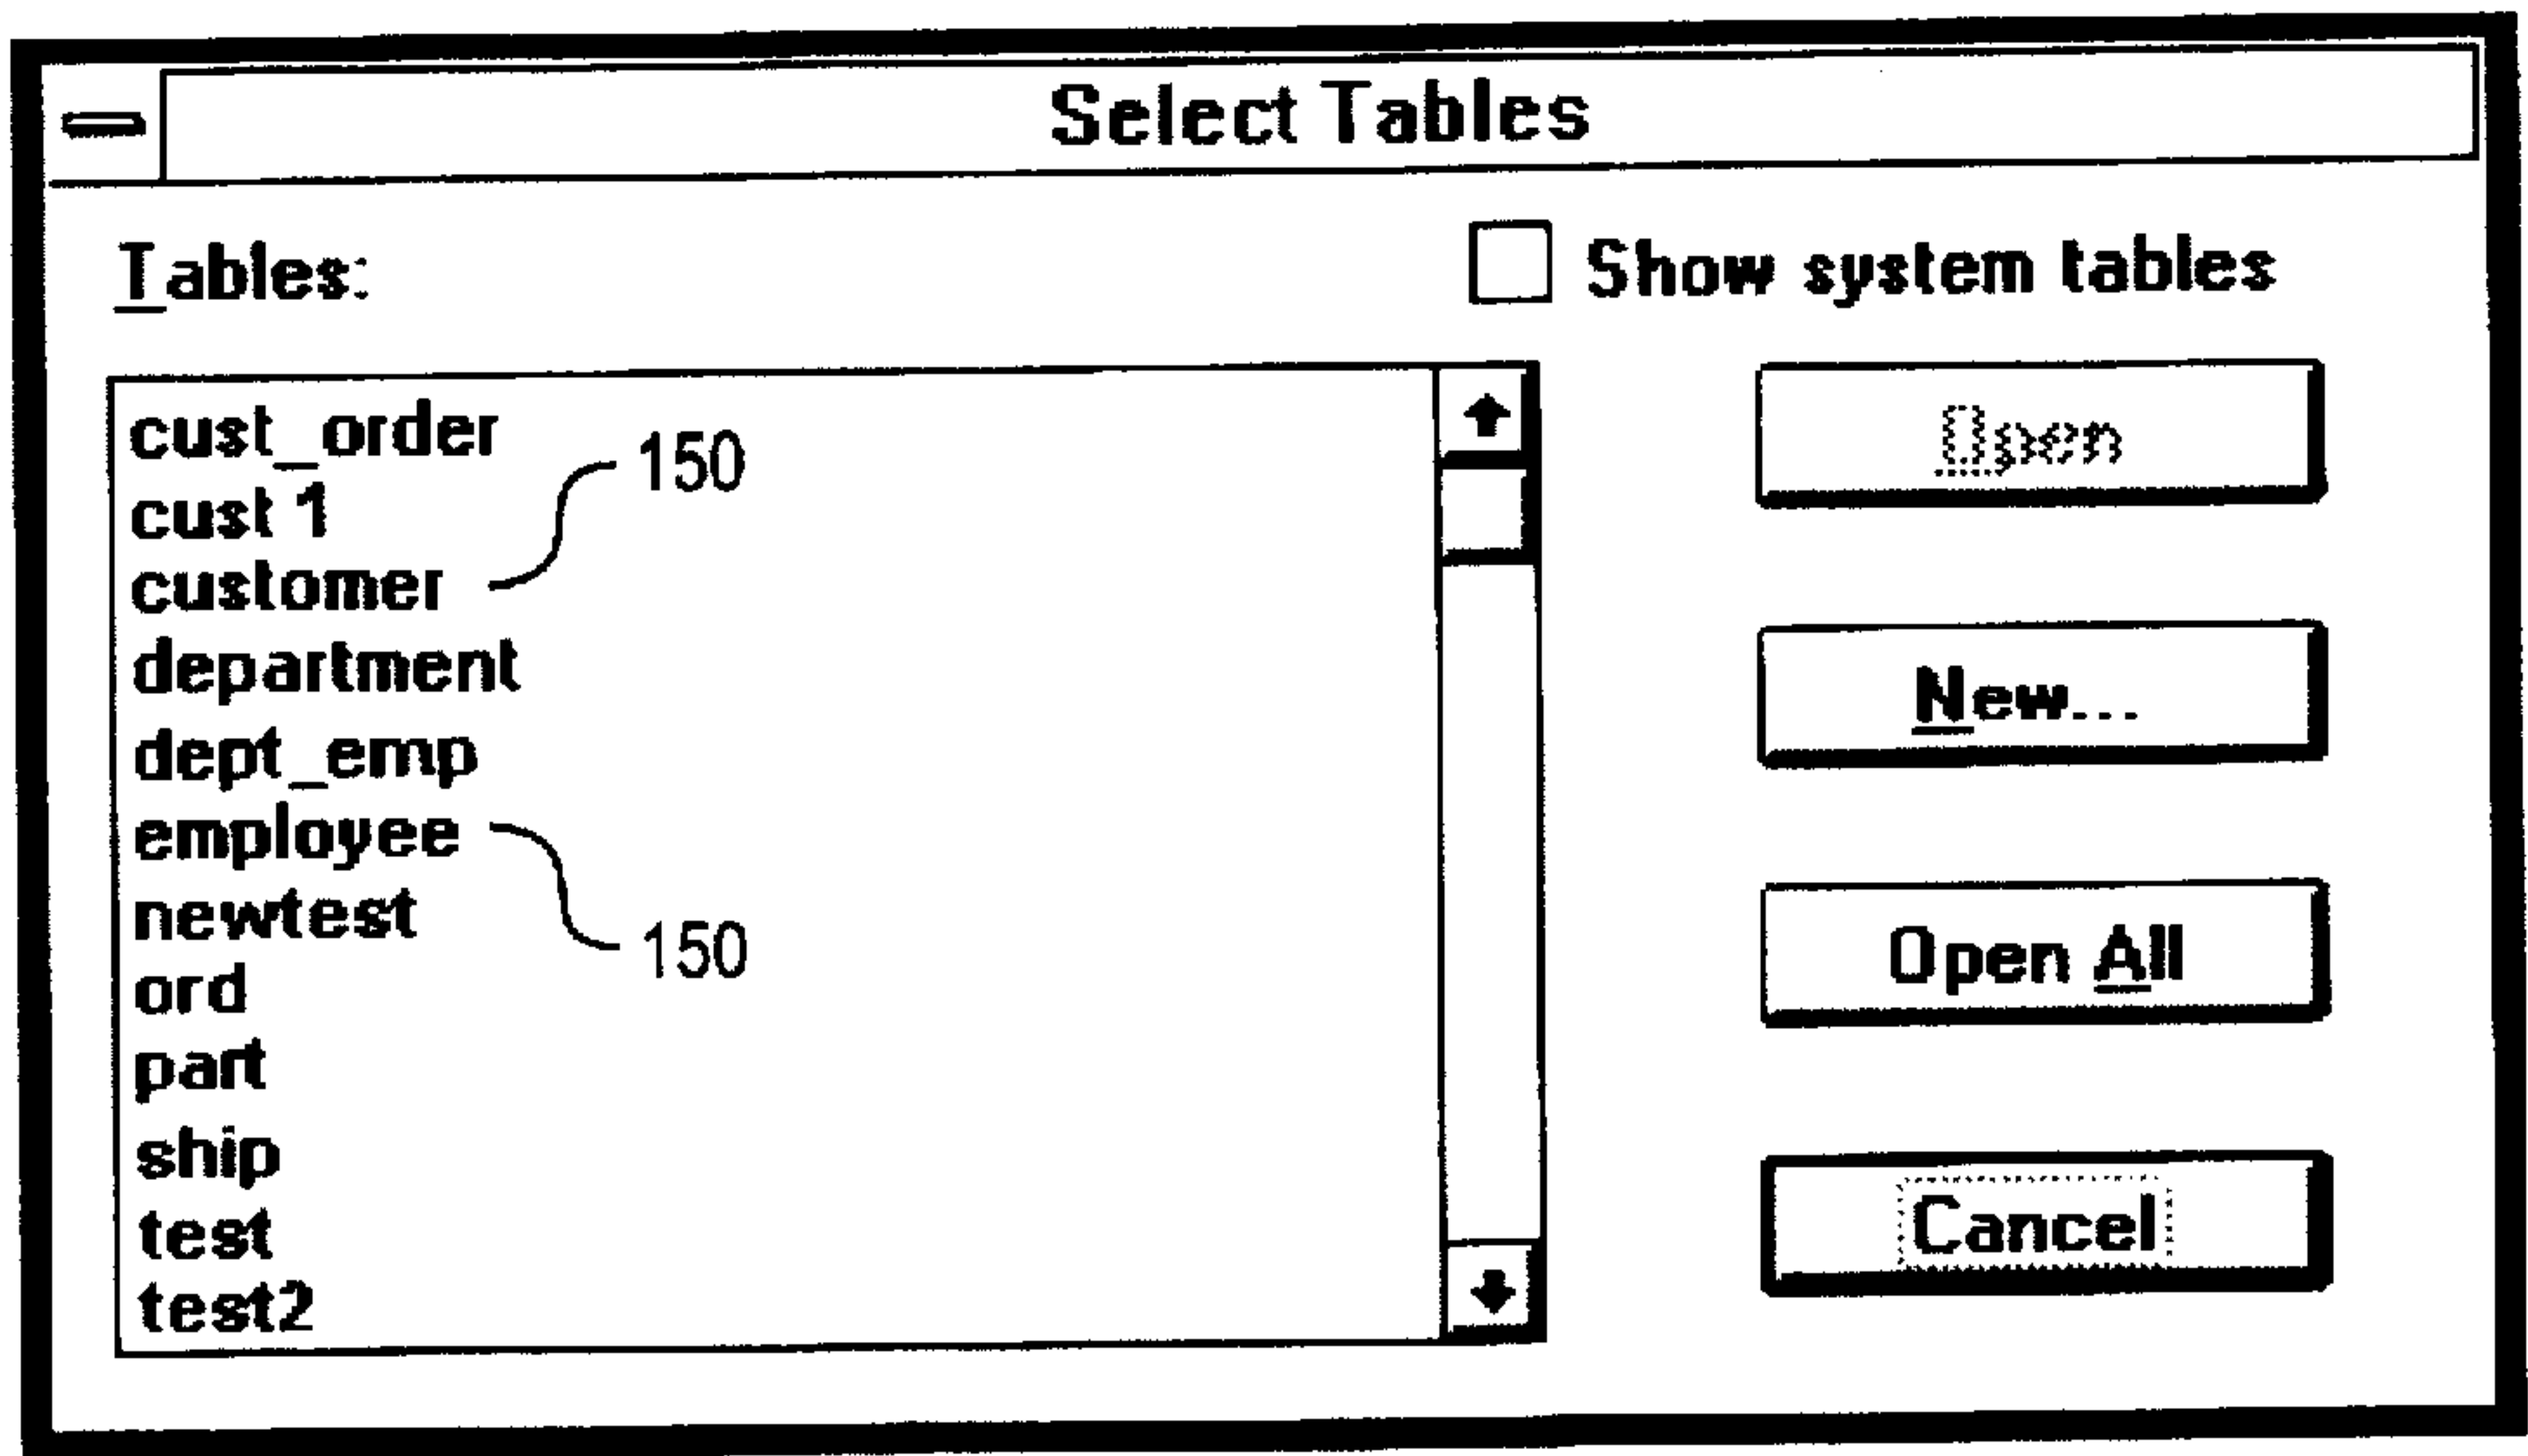 Select Tables
Tables:
Show system tables
cust_order
150
cust 1
customer
department
dept_emp
employee
newtest
150
ord
part
ship
test
test2
Open
New...
Open All
Cancel